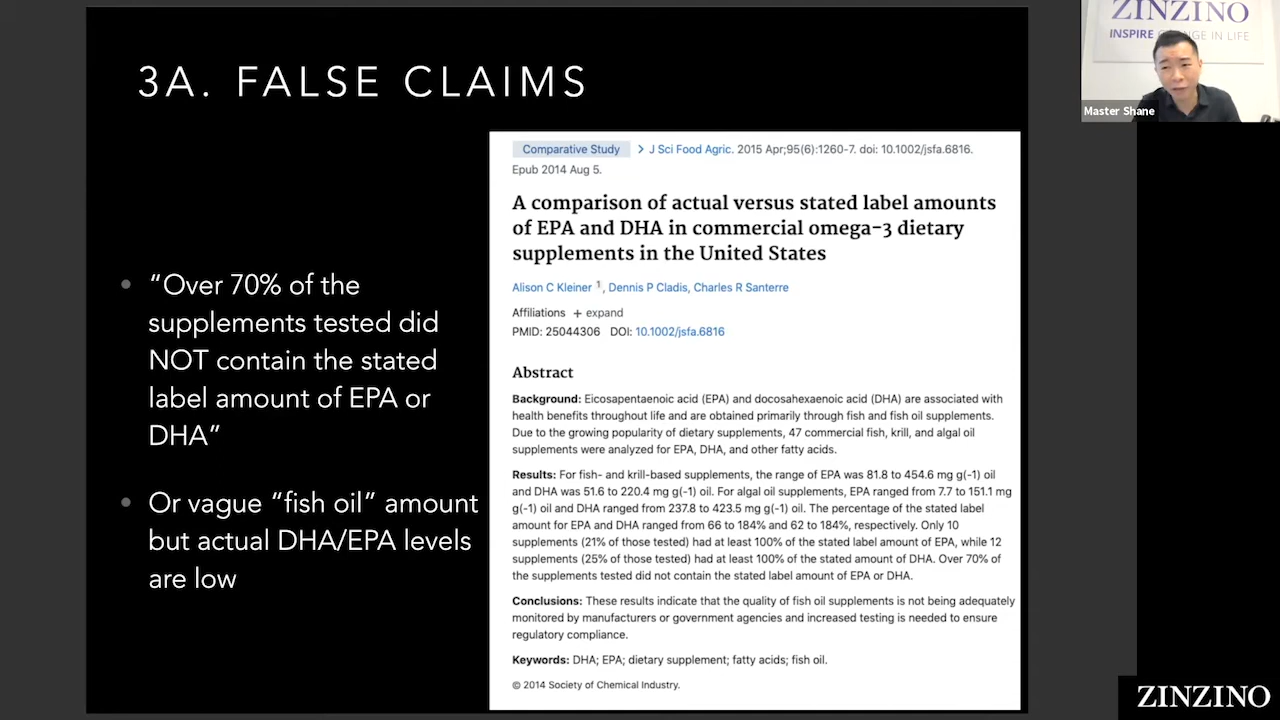 3A. FALSE CLAIMS
• “Over 70% of the
supplements tested did
NOT contain the stated
label amount of EPA or
DHA”
• Or vague “fish oil” amount
but actual DHA/EPA levels
are low
Comparative Study > J Sci Food Agric. 2015 Apr;95(6):1260-7. doi: 10.1002/jsfa.6816.
Epub 2014 Aug 5.
A comparison of actual versus stated label amounts
of EPA and DHA in commercial omega-3 dietary
supplements in the United States
Alison C Kleiner 1, Dennis P Cladis, Charles R Santerre
Affiliations + expand
PMID: 25044306 DOI: 10.1002/jsfa.6816
Abstract
Background: Eicosapentaenoic acid (EPA) and docosahexaenoic acid (DHA) are associated with
health benefits throughout life and are obtained primarily through fish and fish oil supplements.
Due to the growing popularity of dietary supplements, 47 commercial fish, krill, and algal oil
supplements were analyzed for EPA, DHA, and other fatty acids.
Results: For fish- and krill-based supplements, the range of EPA was 81.8 to 454.6 mg g(-1) oil
and DHA was 51.6 to 220.4 mg g(-1) oil. For algal oil supplements, EPA ranged from 7.7 to 151.1 mg
g(-1) oil and DHA ranged from 237.8 to 423.5 mg g(-1) oil. The percentage of the stated label
amount for EPA and DHA ranged from 66 to 184% and 62 to 184%, respectively. Only 10
supplements (21% of those tested) had at least 100% of the stated label amount of EPA, while 12
supplements (25% of those tested) had at least 100% of the stated amount of DHA. Over 70% of
the supplements tested did not contain the stated label amount of EPA or DHA.
Conclusions: These results indicate that the quality of fish oil supplements is not being adequately
monitored by manufacturers or government agencies and increased testing is needed to ensure
regulatory compliance.
Keywords: DHA; EPA; dietary supplement; fatty acids; fish oil.
© 2014 Society of Chemical Industry.
ZINZINO
INSPIRE IN LIFE
Master Shane
ZINZINO